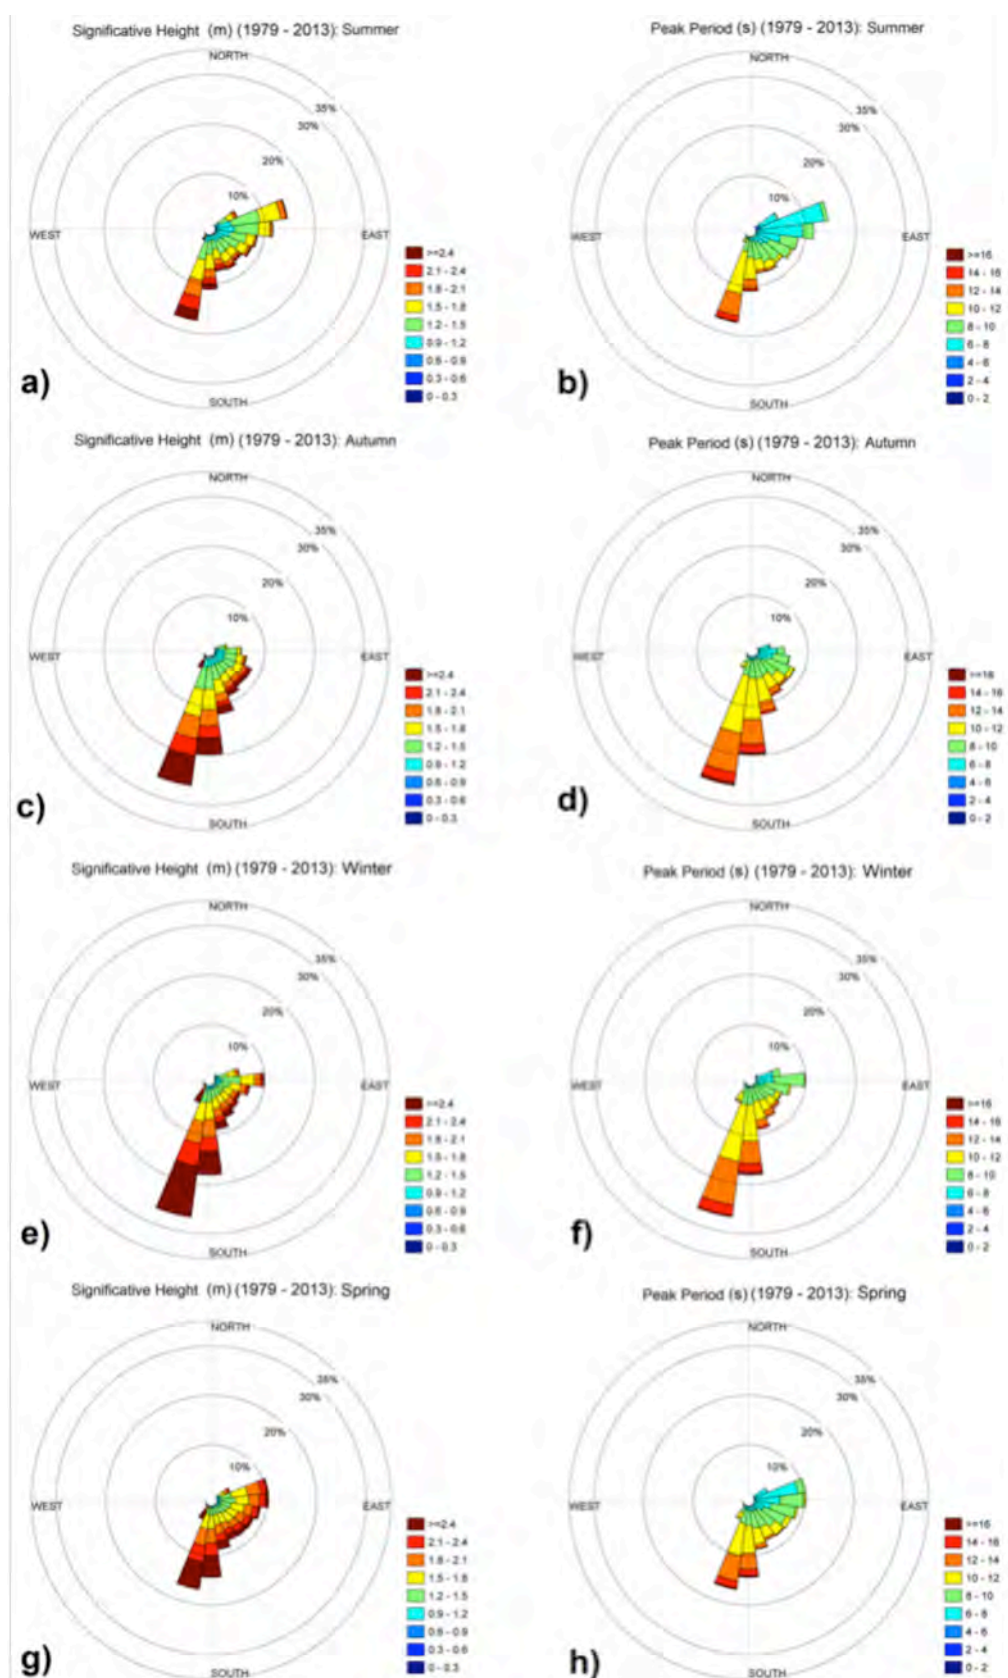 Significative Height (m) (1979 - 2013): Summer
NORTH
35%
30%
20%
10%
WEST
EAST
>=2.4
2.1 - 2.4
1.8 - 2.1
1.5 - 1.8
1.2 - 1.5
0.9 - 1.2
0.6 - 0.9
0.3 - 0.6
0 - 0.3
SOUTH
a)
Peak Period (s) (1979 - 2013): Summer
NORTH
35%
30%
20%
10%
WEST
EAST
>=16
14 - 16
12 - 14
10 - 12
8 - 10
6 - 8
4 - 6
2 - 4
0 - 2
SOUTH
b)
Significative Height (m) (1979 - 2013): Autumn
NORTH
35%
30%
20%
10%
WEST
EAST
>=2.4
2.1 - 2.4
1.8 - 2.1
1.5 - 1.8
1.2 - 1.5
0.9 - 1.2
0.6 - 0.9
0.3 - 0.6
0 - 0.3
SOUTH
c)
Peak Period (s) (1979 - 2013): Autumn
NORTH
35%
30%
20%
10%
WEST
EAST
>=16
14 - 16
12 - 14
10 - 12
8 - 10
6 - 8
4 - 6
2 - 4
0 - 2
SOUTH
d)
Significative Height (m) (1979 - 2013): Winter
NORTH
35%
30%
20%
10%
WEST
EAST
>=2.4
2.1 - 2.4
1.8 - 2.1
1.5 - 1.8
1.2 - 1.5
0.9 - 1.2
0.6 - 0.9
0.3 - 0.6
0 - 0.3
SOUTH
e)
Peak Period (s) (1979 - 2013): Winter
NORTH
35%
30%
20%
10%
WEST
EAST
>=16
14 - 16
12 - 14
10 - 12
8 - 10
6 - 8
4 - 6
2 - 4
0 - 2
SOUTH
f)
Significative Height (m) (1979 - 2013): Spring
NORTH
35%
30%
20%
10%
WEST
EAST
>=2.4
2.1 - 2.4
1.8 - 2.1
1.5 - 1.8
1.2 - 1.5
0.9 - 1.2
0.6 - 0.9
0.3 - 0.6
0 - 0.3
SOUTH
g)
Peak Period (s) (1979 - 2013): Spring
NORTH
35%
30%
20%
10%
WEST
EAST
>=16
14 - 16
12 - 14
10 - 12
8 - 10
6 - 8
4 - 6
2 - 4
0 - 2
SOUTH
h)